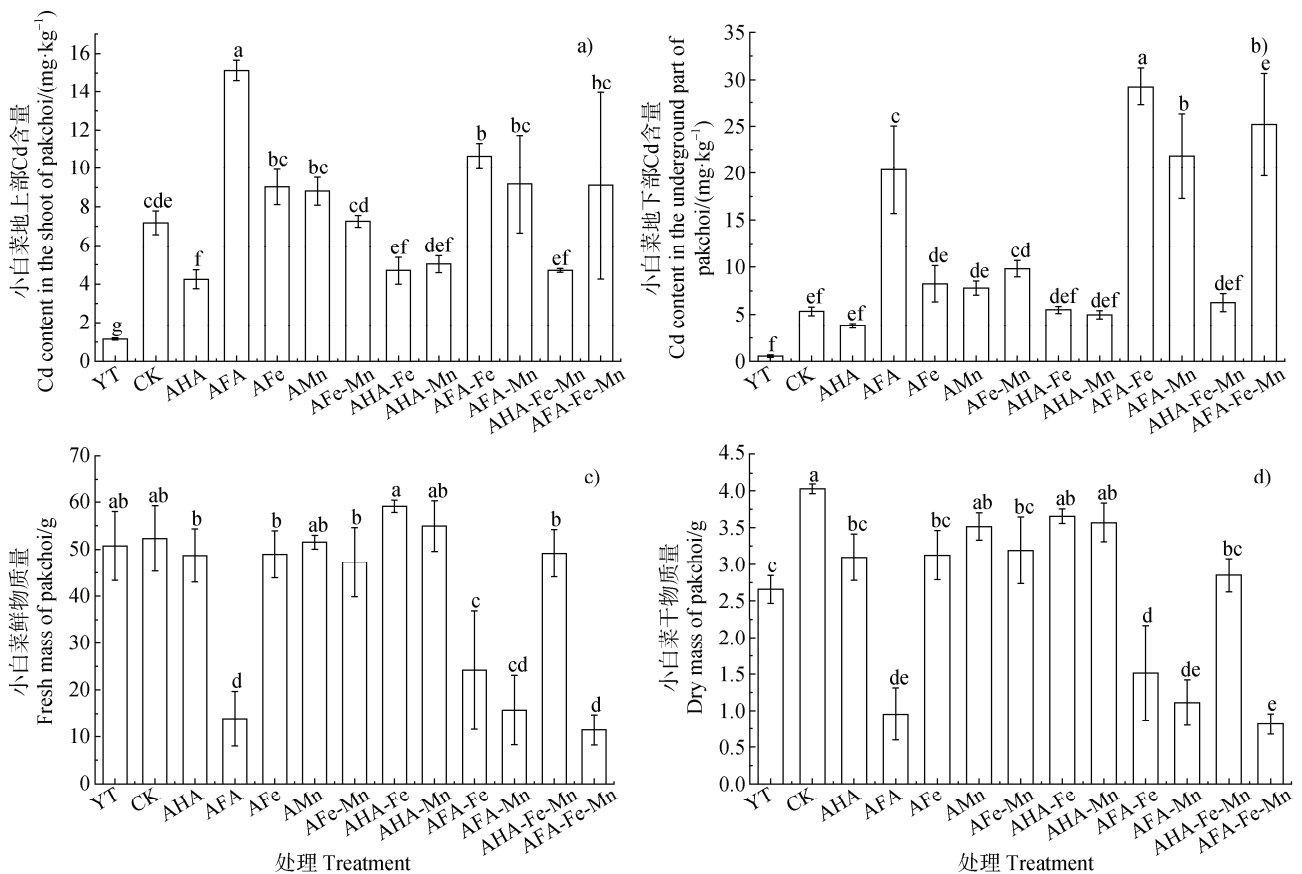 a)
小白菜地上部Cd含量
Cd content in the shoot of pakchoi/(mg·kg⁻¹)
16
14
12
10
8
6
4
2
0
g
cde
f
a
bc
bc
cd
ef
def
b
bc
ef
bc
YT
CK
AHA
AFA
AFe
AMn
AFe-Mn
AHA-Fe
AHA-Mn
AFA-Fe
AFA-Mn
AHA-Fe-Mn
AFA-Fe-Mn
b)
小白菜地下部Cd含量
Cd content in the underground part of
pakchoi/(mg·kg⁻¹)
35
30
25
20
15
10
5
0
f
ef
ef
c
de
de
cd
def
def
a
b
def
e
YT
CK
AHA
AFA
AFe
AMn
AFe-Mn
AHA-Fe
AHA-Mn
AFA-Fe
AFA-Mn
AHA-Fe-Mn
AFA-Fe-Mn
c)
小白菜鲜物质量
Fresh mass of pakchoi/g
70
60
50
40
30
20
10
0
ab
ab
b
d
b
ab
b
a
ab
c
cd
b
d
YT
CK
AHA
AFA
AFe
AMn
AFe-Mn
AHA-Fe
AHA-Mn
AFA-Fe
AFA-Mn
AHA-Fe-Mn
AFA-Fe-Mn
处理 Treatment
d)
小白菜干物质量
Dry mass of pakchoi/g
4.5
4.0
3.5
3.0
2.5
2.0
1.5
1.0
0.5
0.0
c
a
bc
de
bc
ab
bc
ab
ab
d
de
bc
e
YT
CK
AHA
AFA
AFe
AMn
AFe-Mn
AHA-Fe
AHA-Mn
AFA-Fe
AFA-Mn
AHA-Fe-Mn
AFA-Fe-Mn
处理 Treatment